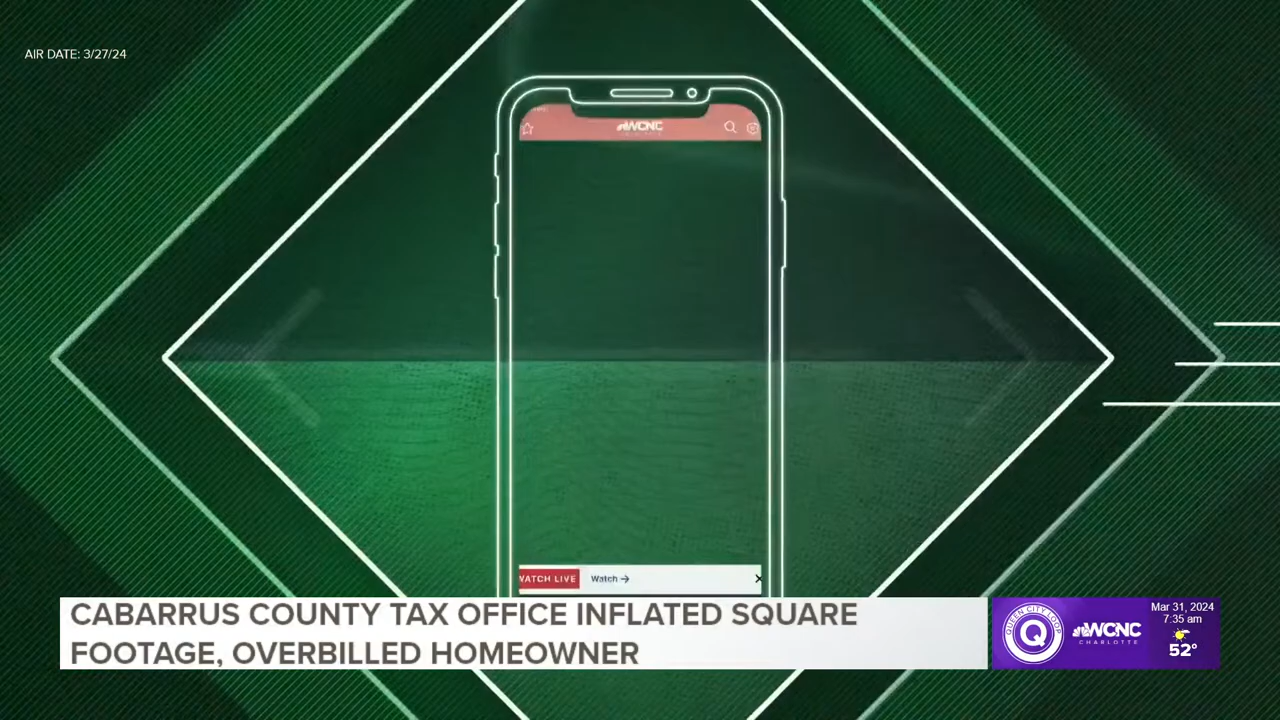 AIR DATE: 3/27/24
WCNC
WATCH LIVE
Watch →
X
CABARRUS COUNTY TAX OFFICE INFLATED SQUARE
FOOTAGE, OVERBILLED HOMEOWNER
QUEEN CITY LOOP
Q
WCNC
CHARLOTTE
Mar 31, 2024
7:35 am
52°